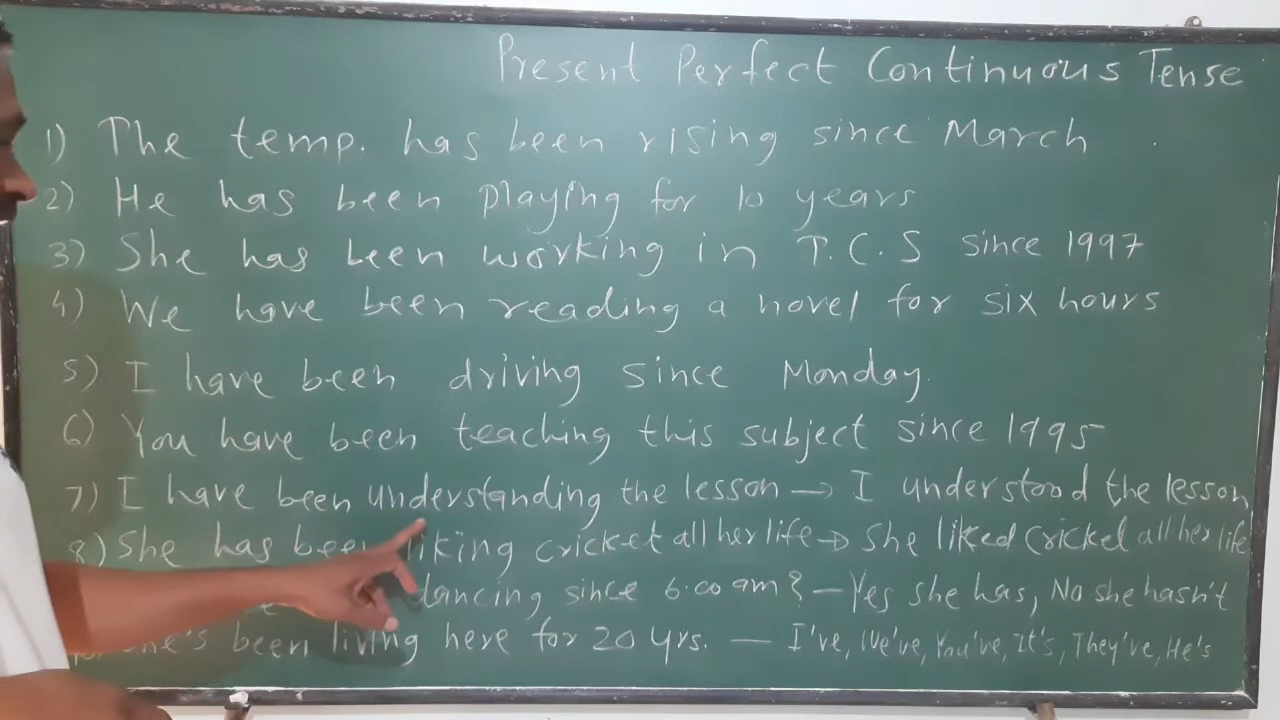 Present Perfect Continuous Tense
1) The temp. has been rising since March
2) He has been playing for 10 years
3) She has been working in T.C.S since 1997
4) We have been reading a novel for six hours
5) I have been driving since Monday.
6) You have been teaching this subject since 1995
7) I have been understanding the lesson → I understood the lesson
8) She has been liking cricket all her life → She liked cricket all her life
dancing since 6.00 am? — Yes she has, No she hasn't
been living here for 20 yrs. — I've, We've, You've, It's, They've, He's